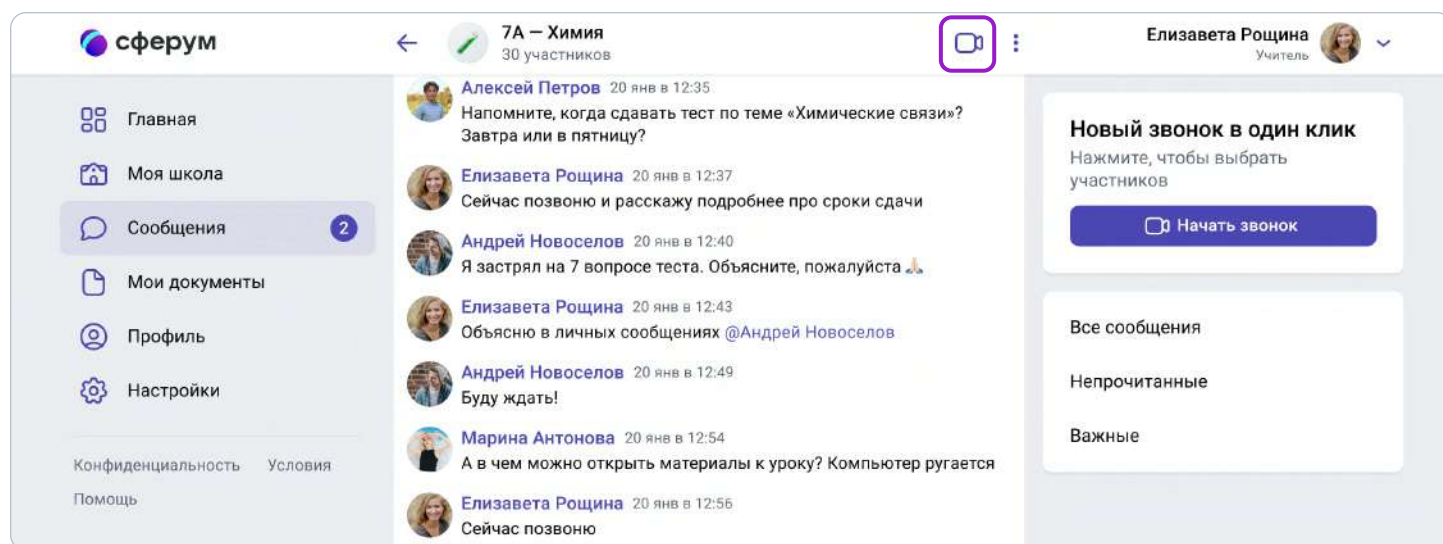 сферум
7А — Химия
30 участников
Елизавета Рощина
Учитель
Главная
Моя школа
Сообщения 2
Мои документы
Профиль
Настройки
Конфиденциальность Условия
Помощь
Алексей Петров 20 янв в 12:35
Напомните, когда сдавать тест по теме «Химические связи»?
Завтра или в пятницу?
Елизавета Рощина 20 янв в 12:37
Сейчас позвоню и расскажу подробнее про сроки сдачи
Андрей Новоселов 20 янв в 12:40
Я застрял на 7 вопросе теста. Объясните, пожалуйста 🙏🏻
Елизавета Рощина 20 янв в 12:43
Объясню в личных сообщениях @Андрей Новоселов
Андрей Новоселов 20 янв в 12:49
Буду ждать!
Марина Антонова 20 янв в 12:54
А в чем можно открыть материалы к уроку? Компьютер ругается
Елизавета Рощина 20 янв в 12:56
Сейчас позвоню
Новый звонок в один клик
Нажмите, чтобы выбрать
участников
Начать звонок
Все сообщения
Непрочитанные
Важные